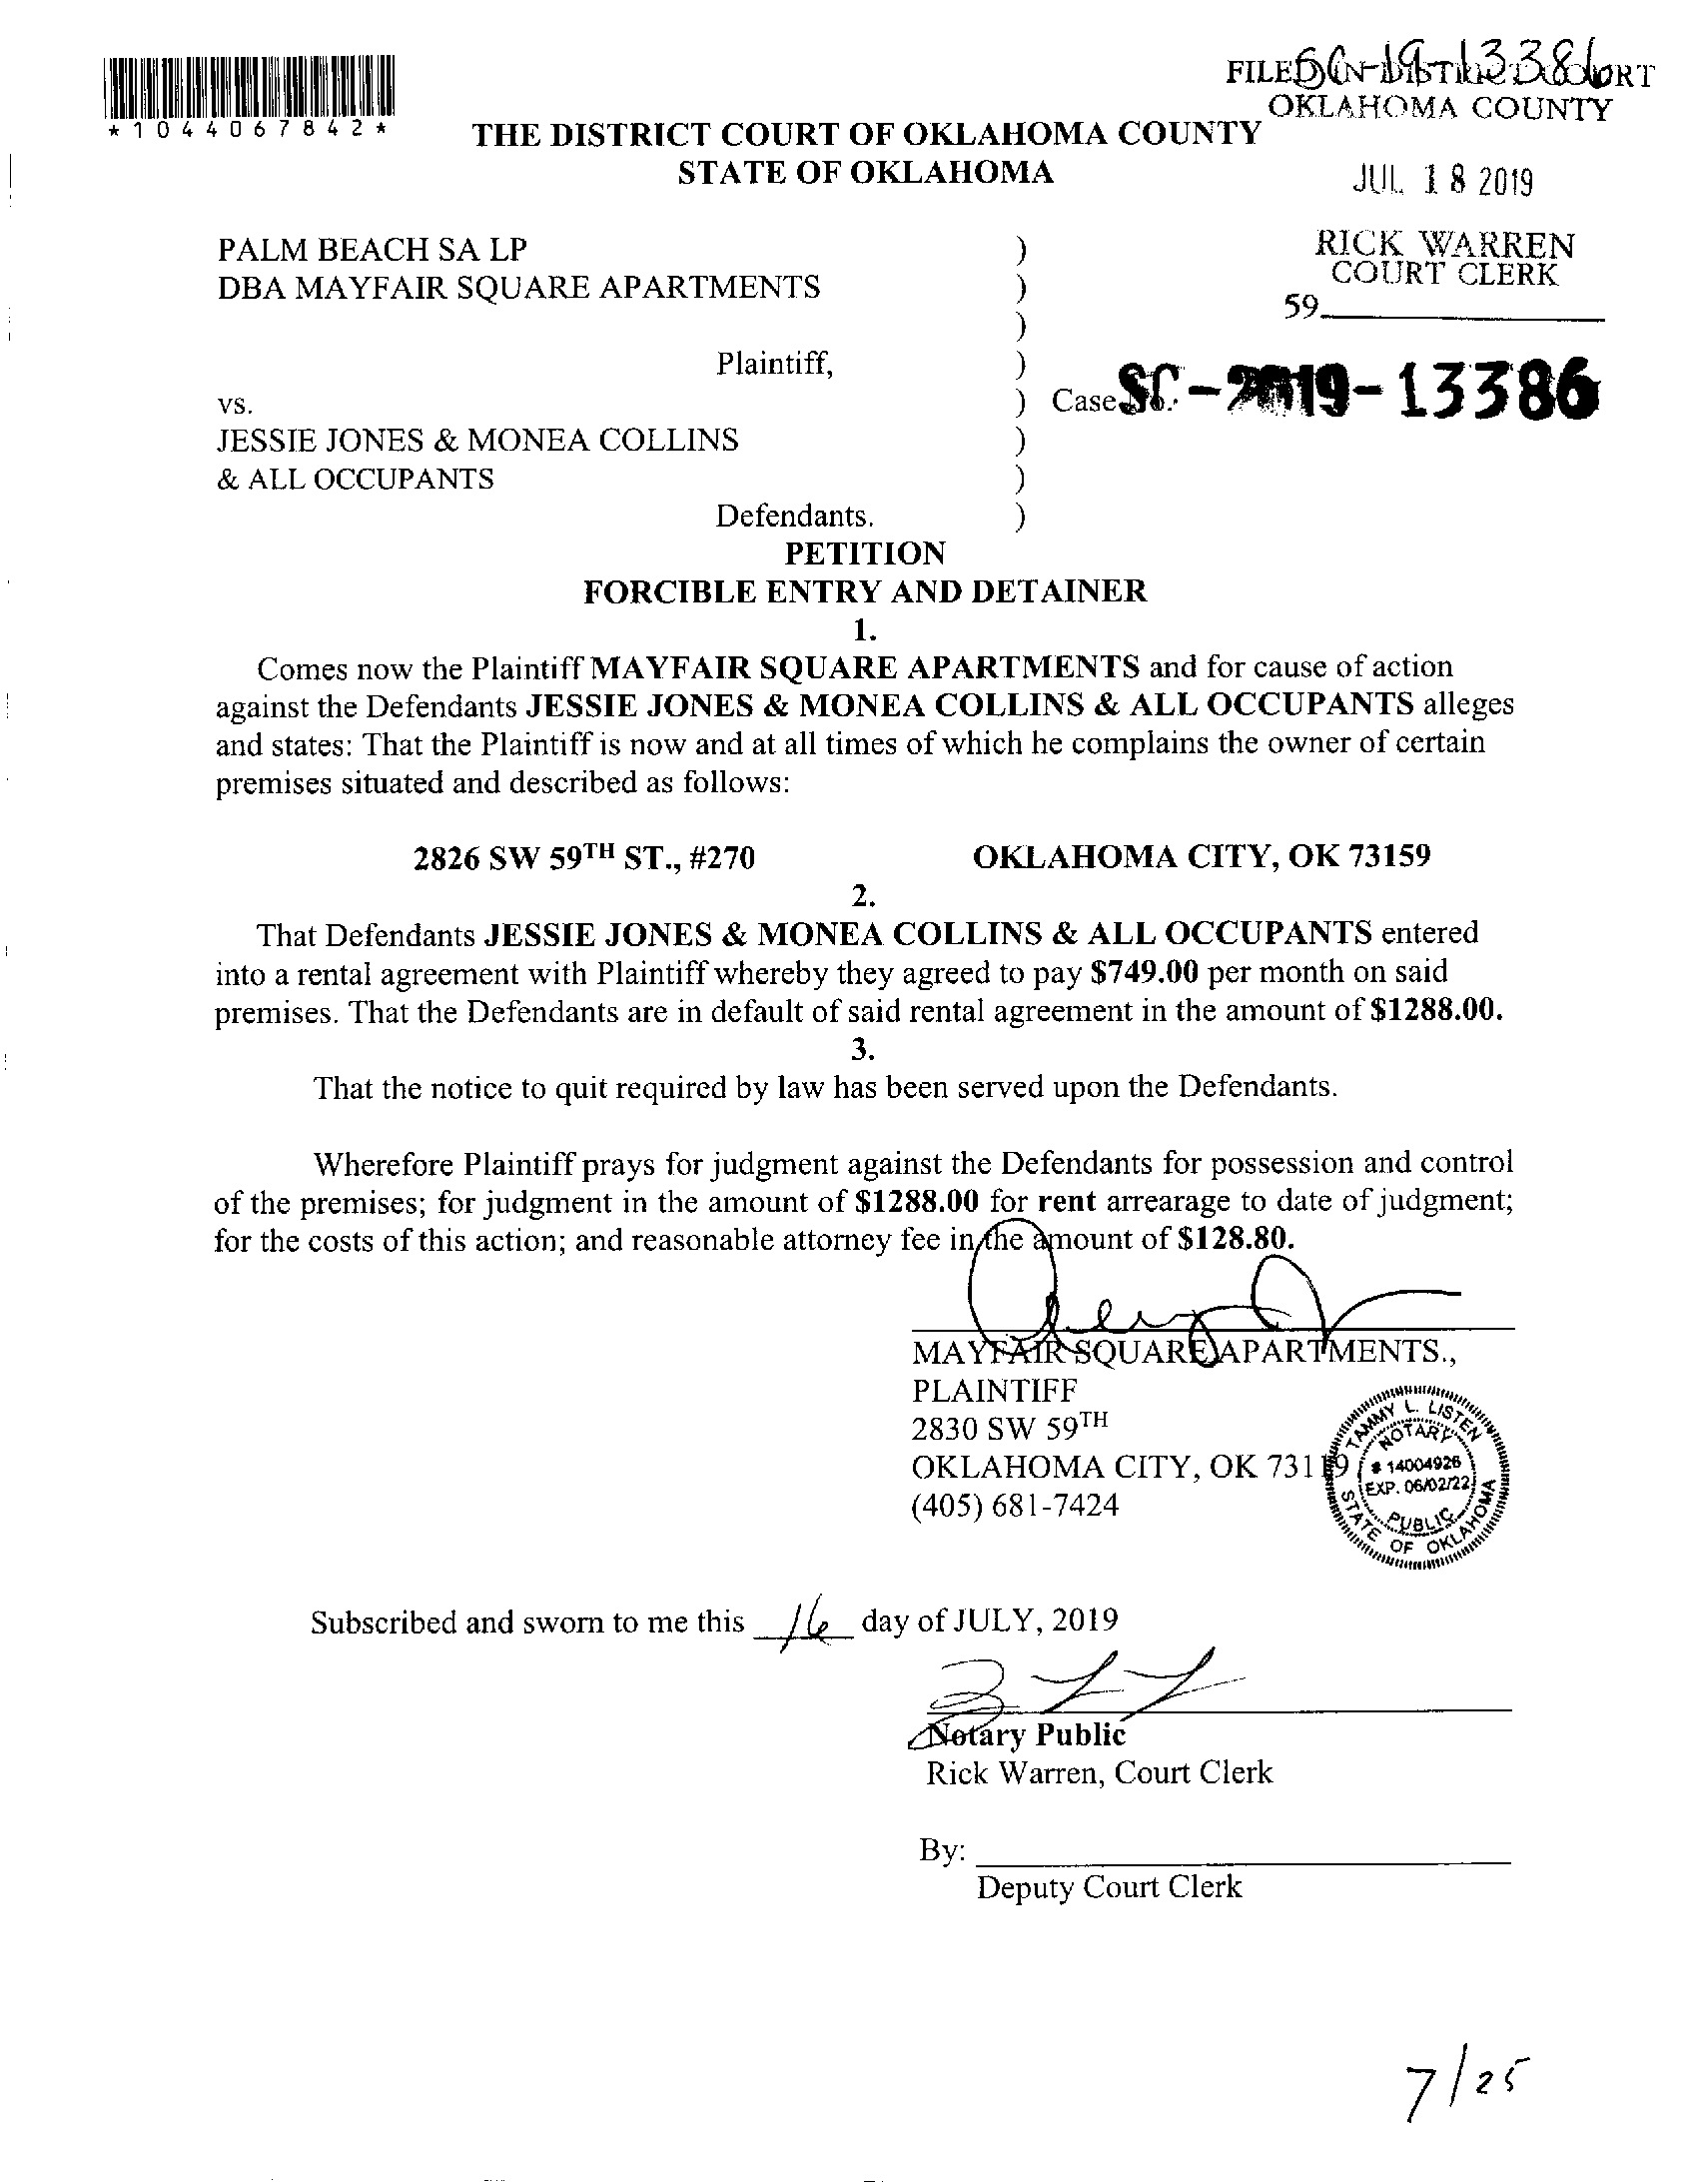 SC-19-13386
FILED IN DISTRICT COURT
OKLAHOMA COUNTY
*1044067842*
THE DISTRICT COURT OF OKLAHOMA COUNTY
STATE OF OKLAHOMA
JUL 18 2019
PALM BEACH SA LP )
DBA MAYFAIR SQUARE APARTMENTS )
)
RICK WARREN
COURT CLERK
59
Plaintiff, )
vs. ) Case No.: SC-2019-13386
JESSIE JONES & MONEA COLLINS )
& ALL OCCUPANTS )
Defendants. )
PETITION
FORCIBLE ENTRY AND DETAINER
1.
Comes now the Plaintiff MAYFAIR SQUARE APARTMENTS and for cause of action
against the Defendants JESSIE JONES & MONEA COLLINS & ALL OCCUPANTS alleges
and states: That the Plaintiff is now and at all times of which he complains the owner of certain
premises situated and described as follows:
2826 SW 59TH ST., #270 OKLAHOMA CITY, OK 73159
2.
That Defendants JESSIE JONES & MONEA COLLINS & ALL OCCUPANTS entered
into a rental agreement with Plaintiff whereby they agreed to pay $749.00 per month on said
premises. That the Defendants are in default of said rental agreement in the amount of $1288.00.
3.
That the notice to quit required by law has been served upon the Defendants.
Wherefore Plaintiff prays for judgment against the Defendants for possession and control
of the premises; for judgment in the amount of $1288.00 for rent arrearage to date of judgment;
for the costs of this action; and reasonable attorney fee in the amount of $128.80.
MAYFAIR SQUARE APARTMENTS.,
PLAINTIFF
2830 SW 59TH
OKLAHOMA CITY, OK 73119
(405) 681-7424
TAMMY L. LISTEN
NOTARY
# 14004926
EXP. 06/02/22
PUBLIC
STATE OF OKLAHOMA
Subscribed and sworn to me this 16 day of JULY, 2019
Notary Public
Rick Warren, Court Clerk
By:
Deputy Court Clerk
7/25